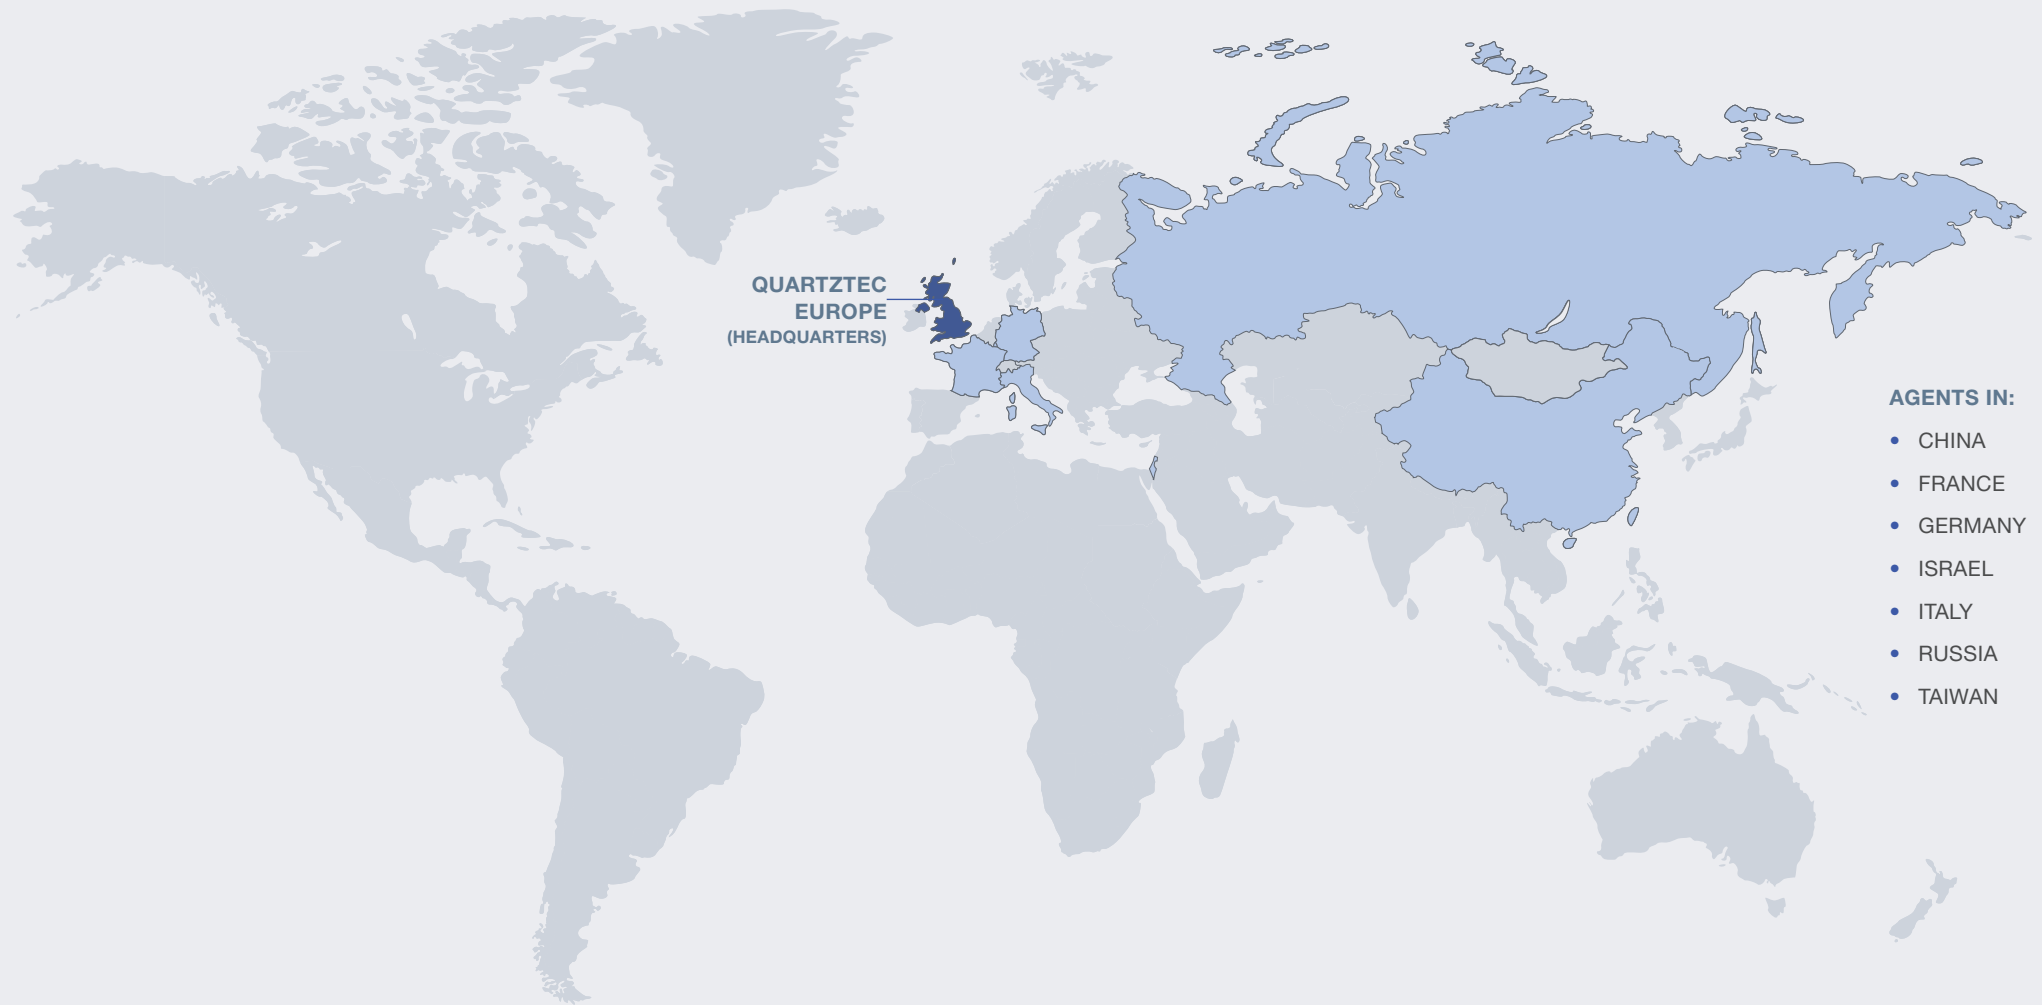 QUARTZTEC
EUROPE
(HEADQUARTERS)
AGENTS IN:
• CHINA
• FRANCE
• GERMANY
• ISRAEL
• ITALY
• RUSSIA
• TAIWAN